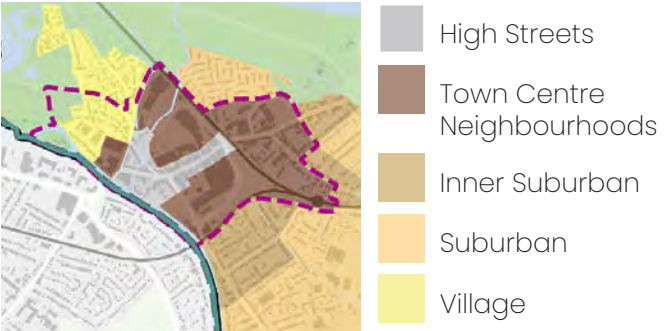 High Streets
Town Centre
Neighbourhoods
Inner Suburban
Suburban
Village